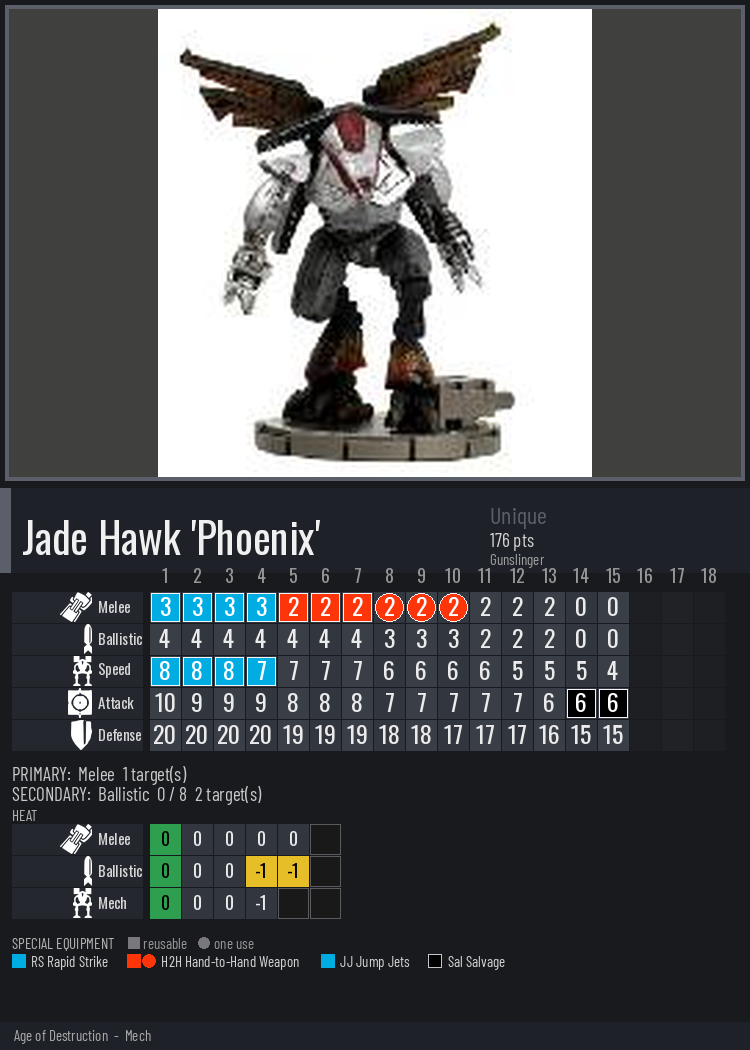 Jade Hawk 'Phoenix'
Unique
176 pts
Gunslinger
1 2 3 4 5 6 7 8 9 10 11 12 13 14 15 16 17 18
Melee 3 3 3 3 2 2 2 2 2 2 2 2 2 0 0
Ballistic 4 4 4 4 4 4 4 3 3 3 2 2 2 0 0
Speed 8 8 8 7 7 7 7 6 6 6 6 5 5 5 4
Attack 10 9 9 9 8 8 8 7 7 7 7 7 6 6 6
Defense 20 20 20 20 19 19 19 18 18 17 17 17 16 15 15
PRIMARY: Melee 1 target(s)
SECONDARY: Ballistic 0 / 8 2 target(s)
HEAT
Melee 0 0 0 0 0
Ballistic 0 0 0 -1 -1
Mech 0 0 0 -1
SPECIAL EQUIPMENT reusable one use
RS Rapid Strike H2H Hand-to-Hand Weapon JJ Jump Jets Sal Salvage
Age of Destruction - Mech